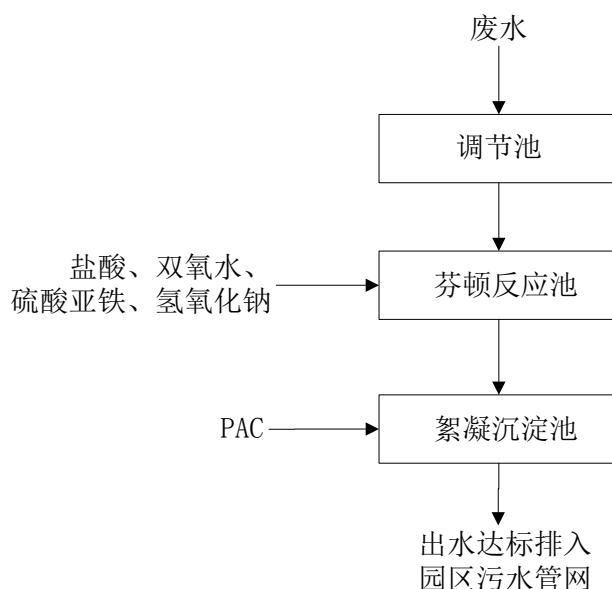 废水
调节池
盐酸、双氧水、
硫酸亚铁、氢氧化钠
芬顿反应池
PAC
絮凝沉淀池
出水达标排入
园区污水管网